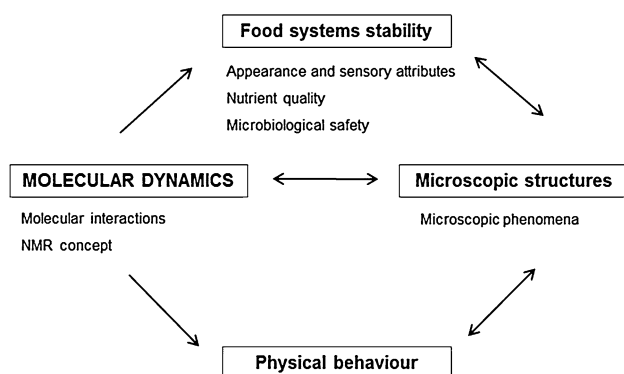 Food systems stability
Appearance and sensory attributes
Nutrient quality
Microbiological safety
MOLECULAR DYNAMICS
Molecular interactions
NMR concept
Microscopic structures
Microscopic phenomena
Physical behaviour